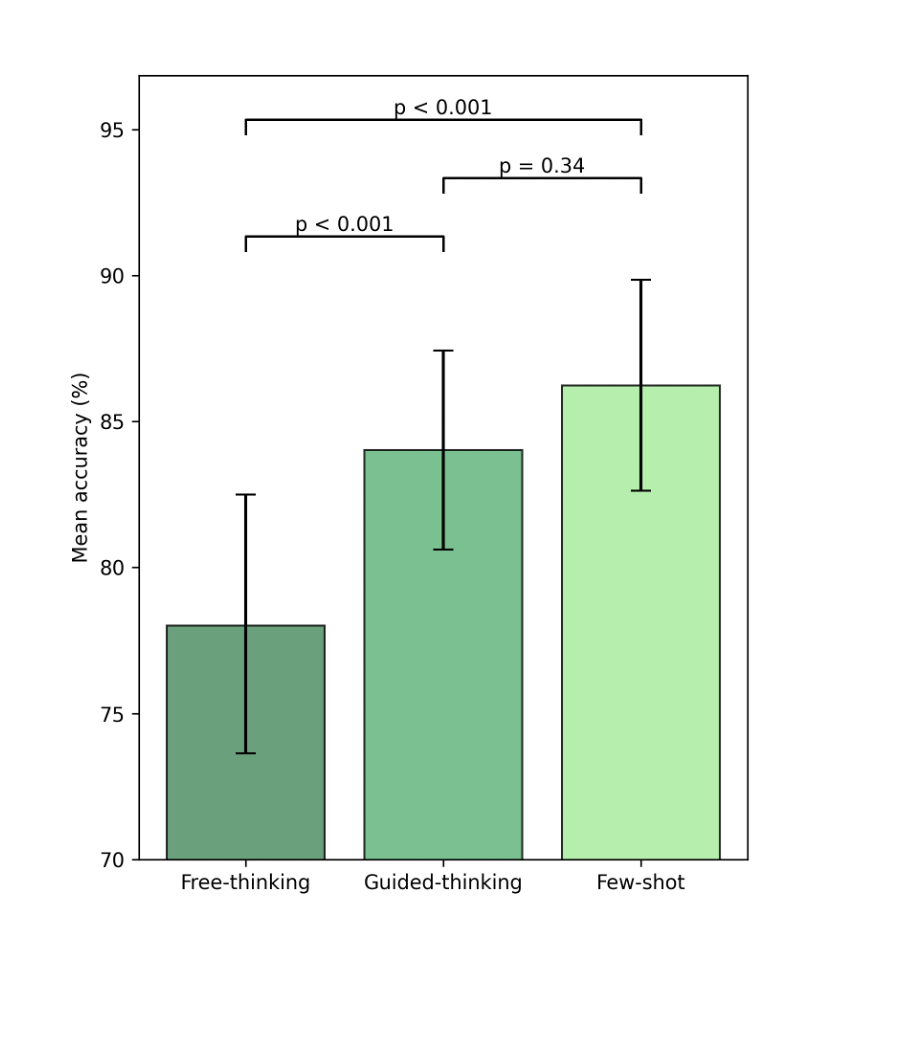 p < 0.001
95
p = 0.34
p < 0.001
90
85
Mean accuracy (%)
80
75
70
Free-thinking
Guided-thinking
Few-shot